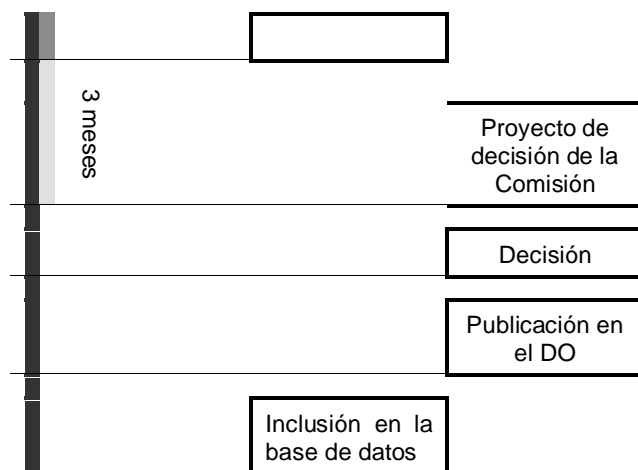 3 meses
Proyecto de
decisión de la
Comisión
Decisión
Publicación en
el DO
Inclusión en la
base de datos